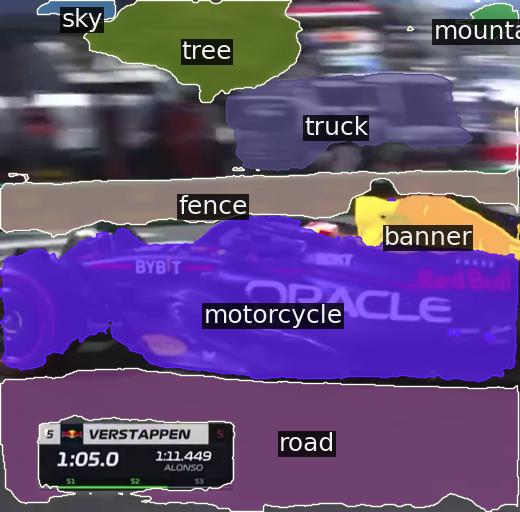 sky
tree
mounta
truck
fence
banner
BYBIT
Red Bull
ORACLE
motorcycle
road
5 VERSTAPPEN 5
1:05.0 1:11.449
ALONSO
S1 S2 S3